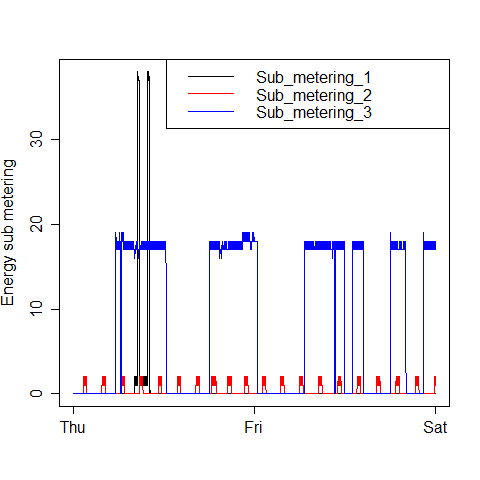 Sub_metering_1
Sub_metering_2
Sub_metering_3
Energy sub metering
30
20
10
0
Thu Fri Sat